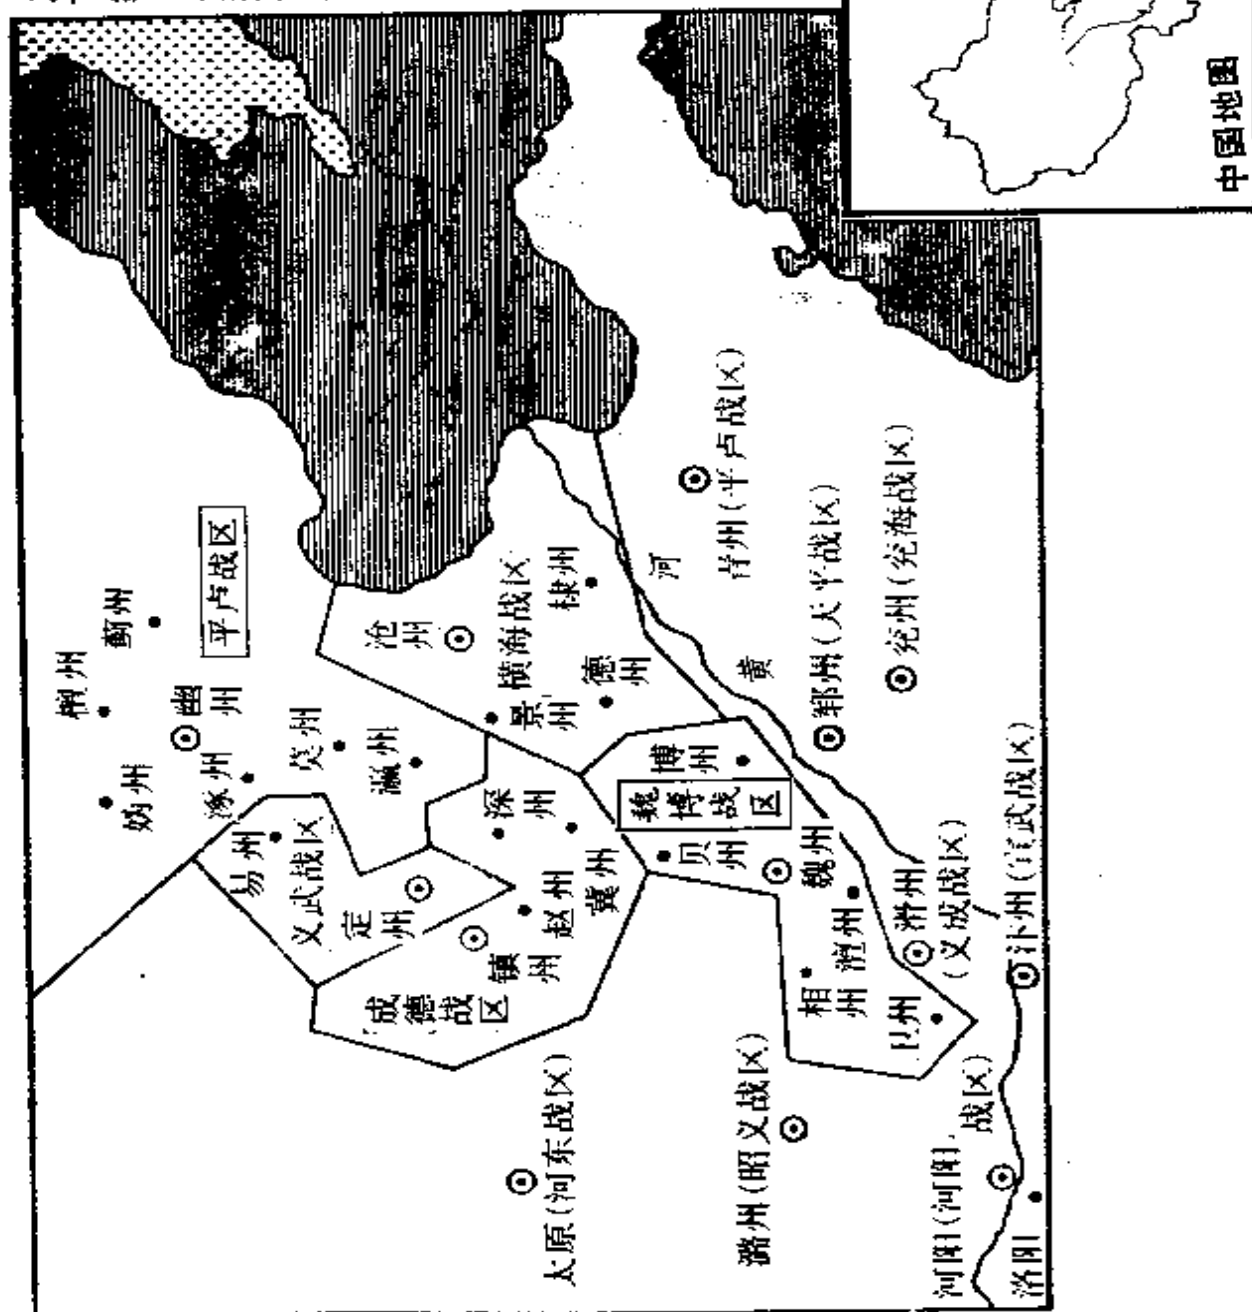 中国地图
檀州
蓟州
平卢战区
妫州
幽州
涿州
莫州
瀛州
易州
义武战区
定州
沧州
横海战区
景州
德州
棣州
深州
冀州
赵州
镇州
成德战区
魏博战区
博州
贝州
魏州
澶州
相州
卫州
黄河
青州(平卢战区)
郓州(天平战区)
兖州(兖海战区)
滑州
(义成战区)
汴州(宣武战区)
太原(河东战区)
潞州(昭义战区)
河阳(河阳
战区)
洛阳